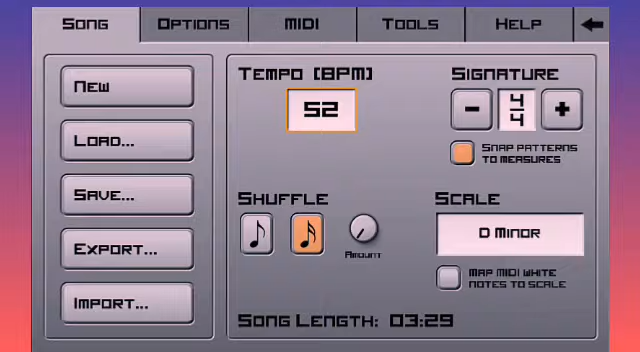 Song
Options
MIDI
Tools
Help
New
Load...
Save...
Export...
Import...
Tempo (BPM)
52
Signature
-
4
4
+
Snap patterns
to measures
Shuffle
Amount
Scale
D Minor
Map MIDI white
notes to scale
Song Length: 03:29